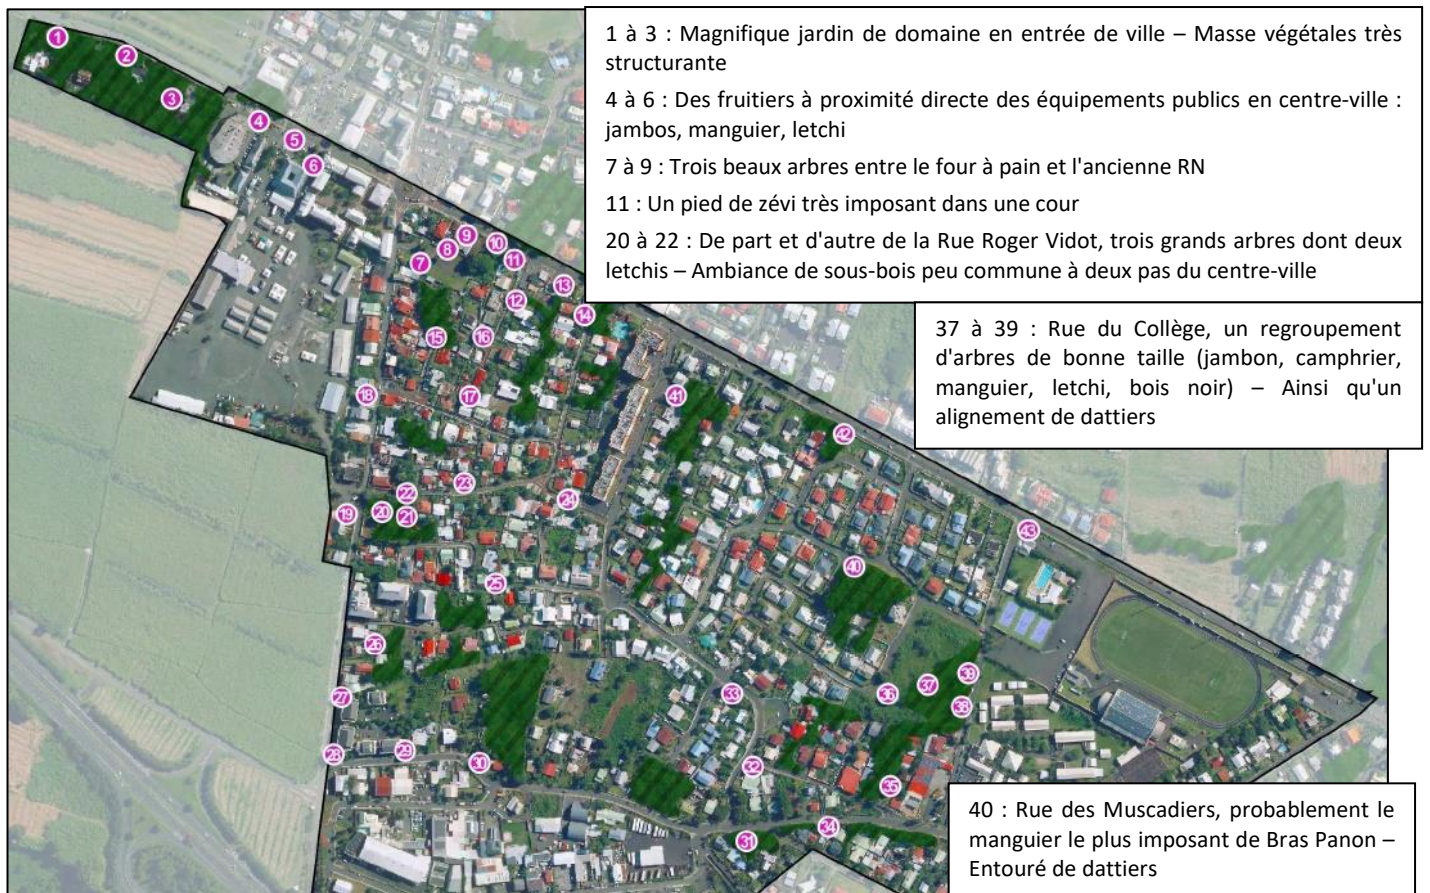 1 à 3 : Magnifique jardin de domaine en entrée de ville – Masse végétales très
structurante
4 à 6 : Des fruitiers à proximité directe des équipements publics en centre-ville :
jambos, manguier, letchi
7 à 9 : Trois beaux arbres entre le four à pain et l'ancienne RN
11 : Un pied de zévi très imposant dans une cour
20 à 22 : De part et d'autre de la Rue Roger Vidot, trois grands arbres dont deux
letchis – Ambiance de sous-bois peu commune à deux pas du centre-ville
37 à 39 : Rue du Collège, un regroupement
d'arbres de bonne taille (jambon, camphrier,
manguier, letchi, bois noir) – Ainsi qu'un
alignement de dattiers
40 : Rue des Muscadiers, probablement le
manguier le plus imposant de Bras Panon –
Entouré de dattiers
1
2
3
4
5
6
7
8
9
10
11
12
13
14
15
16
17
18
19
20
21
22
23
24
25
26
27
28
29
30
31
32
33
34
35
36
37
38
39
40
41
42
43